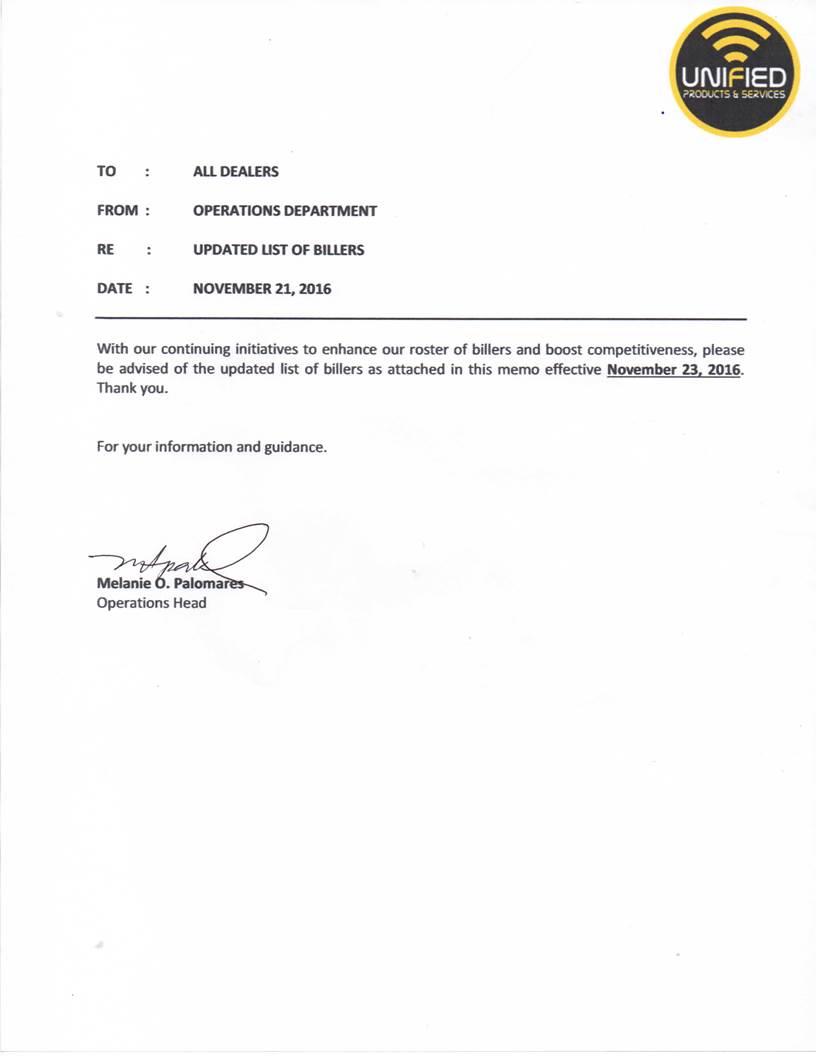 UNIFIED
PRODUCTS & SERVICES
TO : ALL DEALERS
FROM : OPERATIONS DEPARTMENT
RE : UPDATED LIST OF BILLERS
DATE : NOVEMBER 21, 2016
With our continuing initiatives to enhance our roster of billers and boost competitiveness, please
be advised of the updated list of billers as attached in this memo effective November 23, 2016.
Thank you.
For your information and guidance.
Melanie O. Palomares
Operations Head